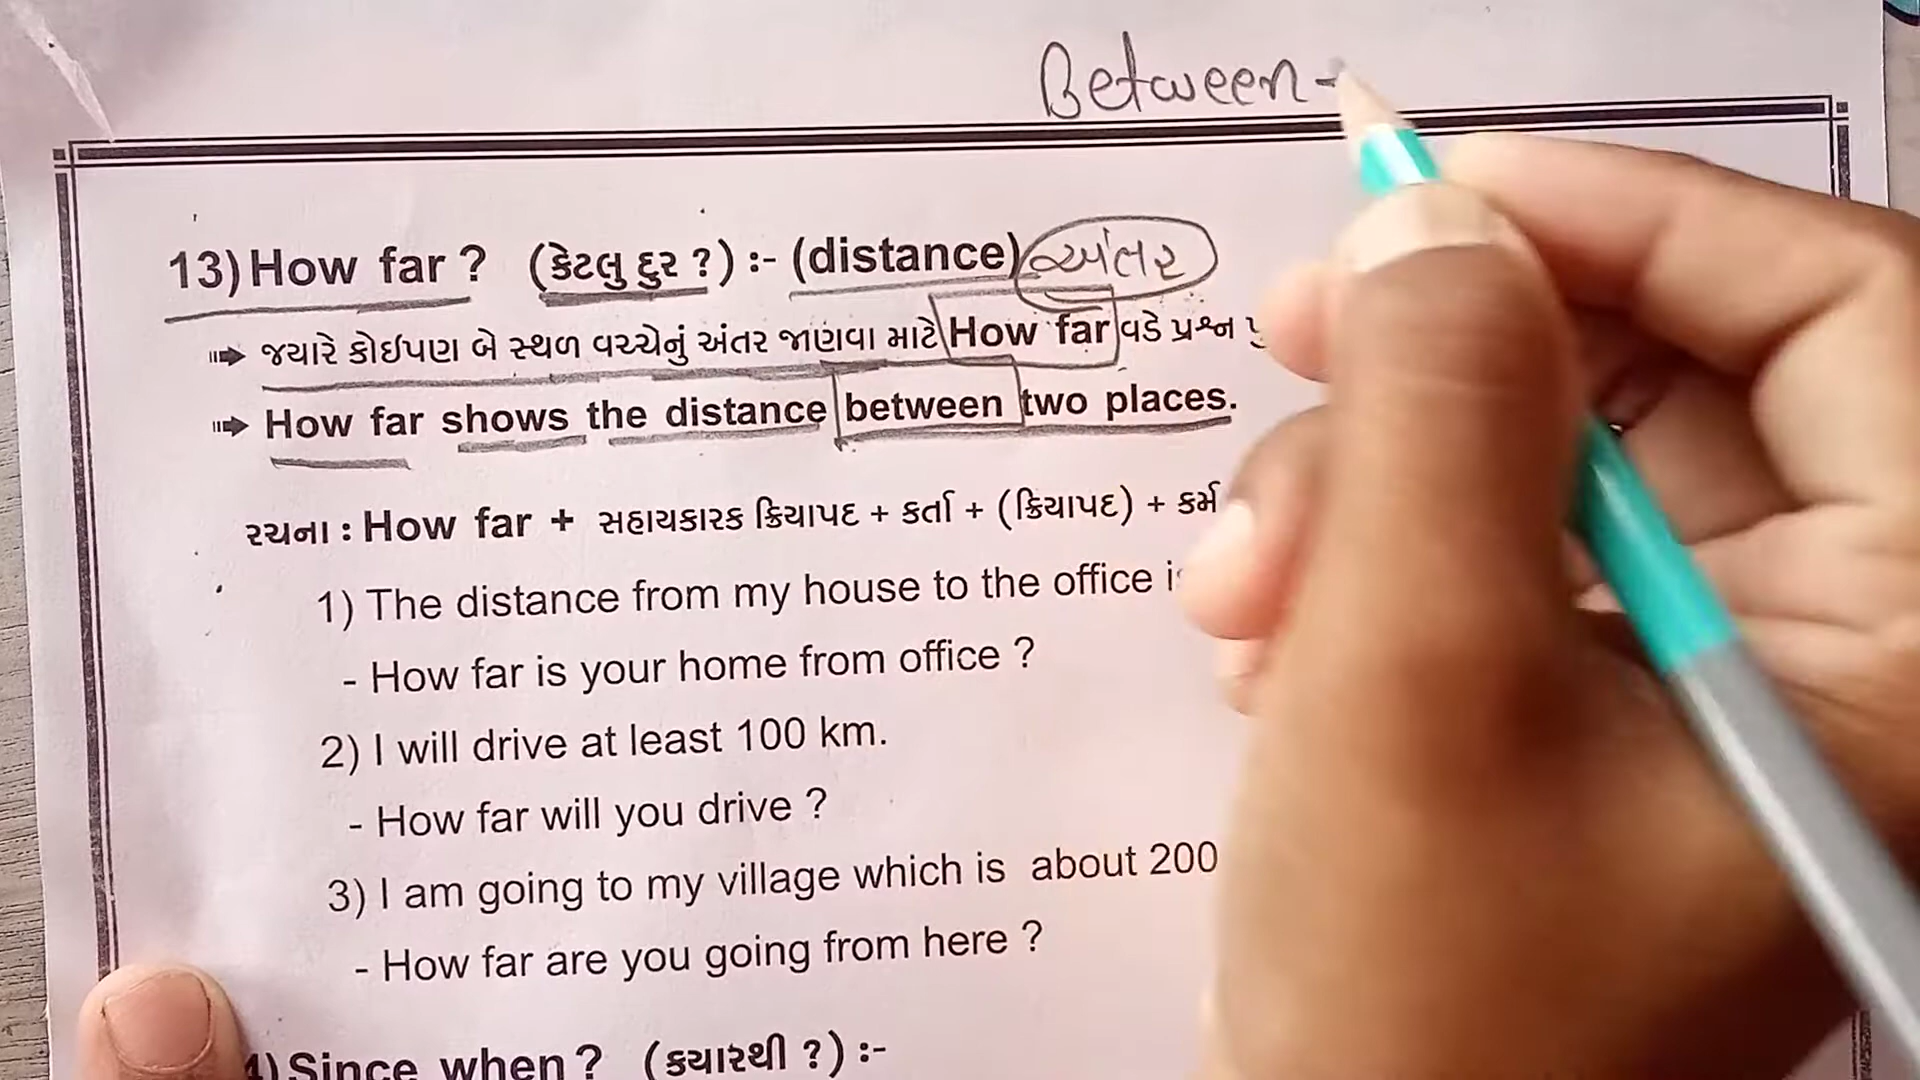 Between -
13) How far ? (કેટલુ દુર ?) :- (distance) અંતર
➠ જયારે કોઈપણ બે સ્થળ વચ્ચેનું અંતર જાણવા માટે How far વડે પ્રશ્ન
➠ How far shows the distance between two places.
રચના : How far + સહાયકારક ક્રિયાપદ + કર્તા + (ક્રિયાપદ) + કર્મ
1) The distance from my house to the office
- How far is your home from office ?
2) I will drive at least 100 km.
- How far will you drive ?
3) I am going to my village which is about 200
- How far are you going from here ?
4) Since when ? (કયારથી ?) :-